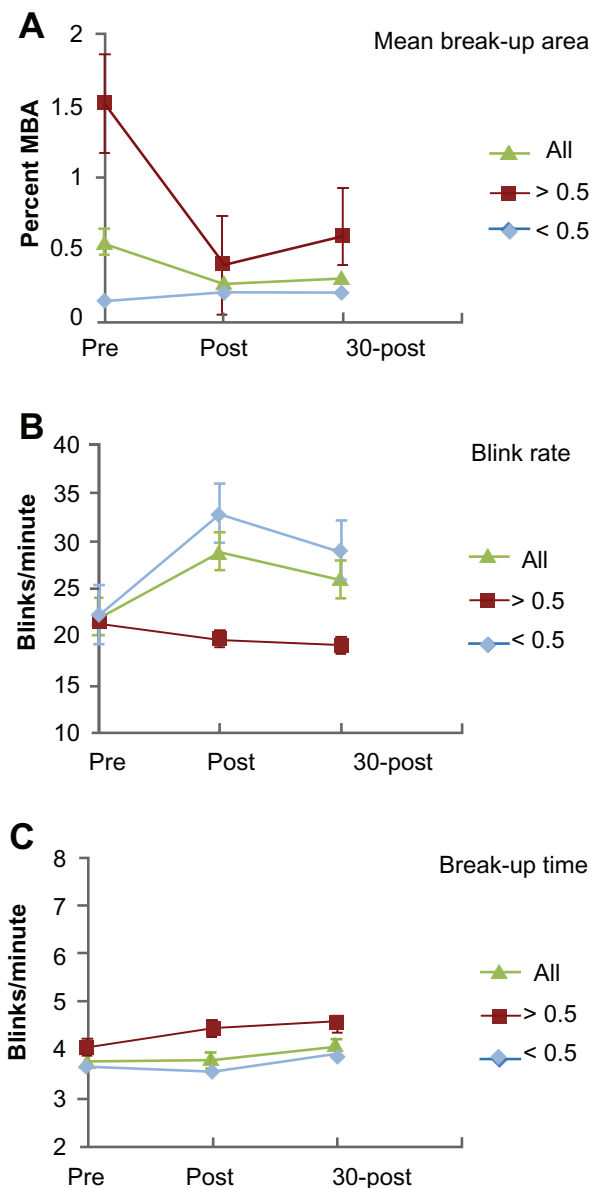 A
Mean break-up area
Percent MBA
2
1.5
1
0.5
0
All
> 0.5
< 0.5
Pre Post 30-post
B
Blink rate
Blinks/minute
40
35
30
25
20
15
10
All
> 0.5
< 0.5
Pre Post 30-post
C
Break-up time
Blinks/minute
8
7
6
5
4
3
2
All
> 0.5
< 0.5
Pre Post 30-post